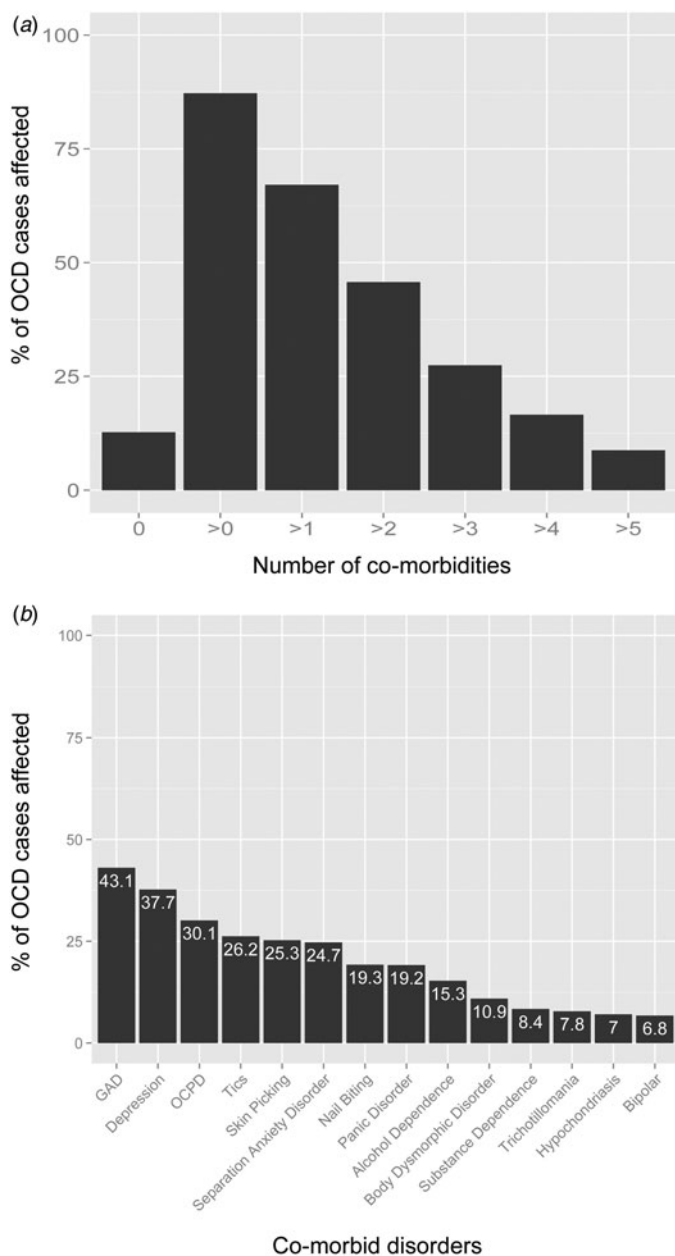 (a)
100
75
50
25
0
% of OCD cases affected
0 >0 >1 >2 >3 >4 >5
Number of co-morbidities
(b)
100
75
50
25
0
% of OCD cases affected
43.1 37.7 30.1 26.2 25.3 24.7 19.3 19.2 15.3 10.9 8.4 7.8 7 6.8
GAD
Depression
OCPD
Tics
Skin Picking
Separation Anxiety Disorder
Nail Biting
Panic Disorder
Alcohol Dependence
Body Dysmorphic Disorder
Substance Dependence
Trichotillomania
Hypochondriasis
Bipolar
Co-morbid disorders